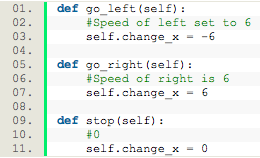 01. def go_left(self):
02. #Speed of left set to 6
03. self.change_x = -6
04.
05. def go_right(self):
06. #Speed of right is 6
07. self.change_x = 6
08.
09. def stop(self):
10. #0
11. self.change_x = 0